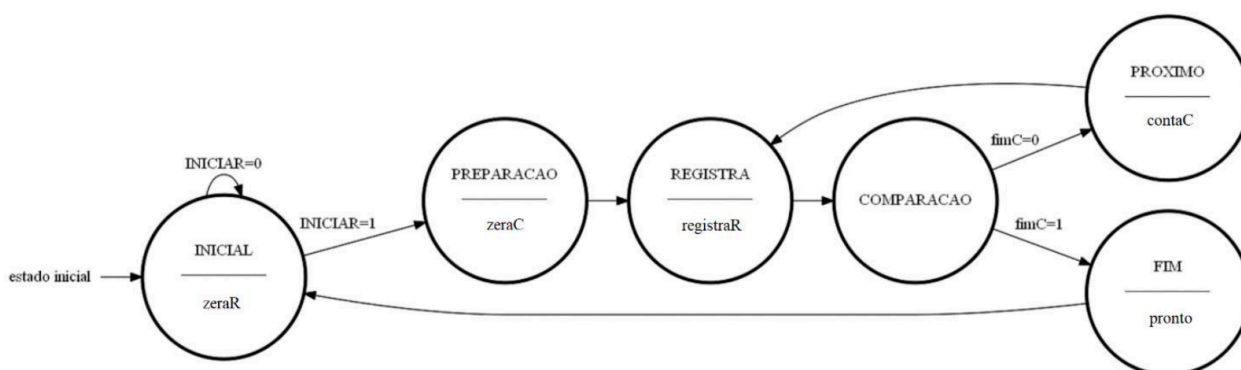 estado inicial
INICIAR=0
INICIAL
zeraR
INICIAR=1
PREPARACAO
zeraC
REGISTRA
registraR
COMPARACAO
fimC=0
PROXIMO
contaC
fimC=1
FIM
pronto